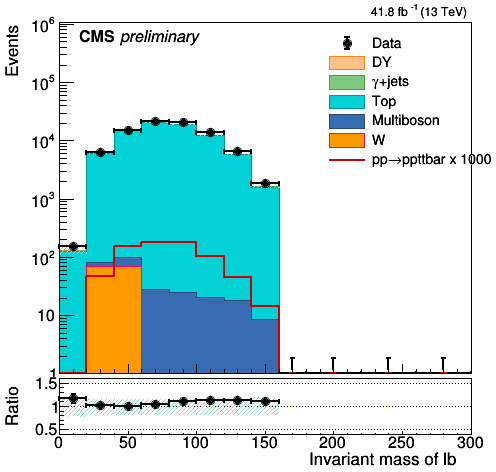 41.8 fb⁻¹ (13 TeV)
CMS preliminary
Events
10⁶
10⁵
10⁴
10³
10²
10
1
Data
DY
γ+jets
Top
Multiboson
W
pp→ppttbar x 1000
Ratio
1.5
1
0.5
0 50 100 150 200 250 300
Invariant mass of lb